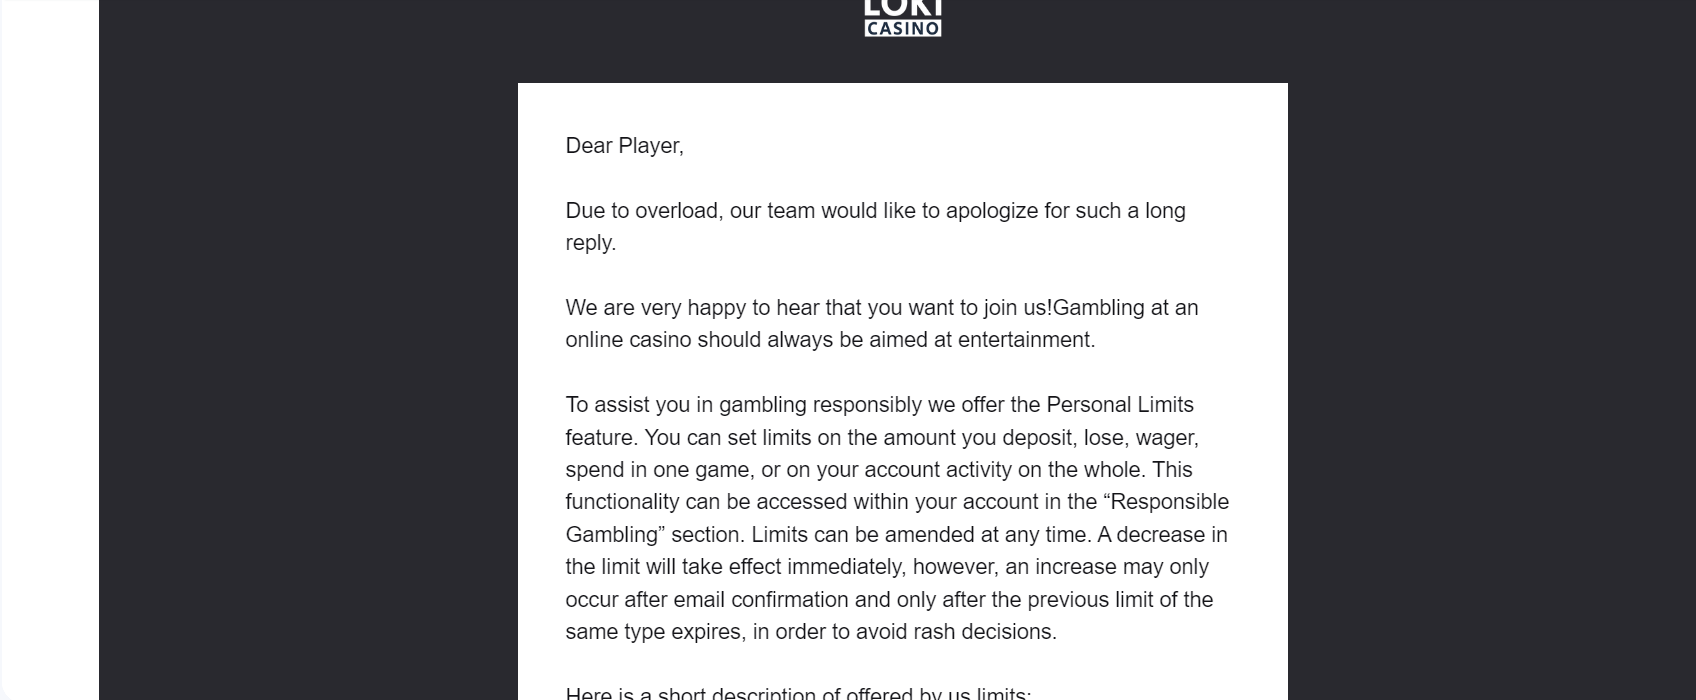 LOKI
CASINO
Dear Player,
Due to overload, our team would like to apologize for such a long
reply.
We are very happy to hear that you want to join us!Gambling at an
online casino should always be aimed at entertainment.
To assist you in gambling responsibly we offer the Personal Limits
feature. You can set limits on the amount you deposit, lose, wager,
spend in one game, or on your account activity on the whole. This
functionality can be accessed within your account in the “Responsible
Gambling” section. Limits can be amended at any time. A decrease in
the limit will take effect immediately, however, an increase may only
occur after email confirmation and only after the previous limit of the
same type expires, in order to avoid rash decisions.
Here is a short description of offered by us limits: